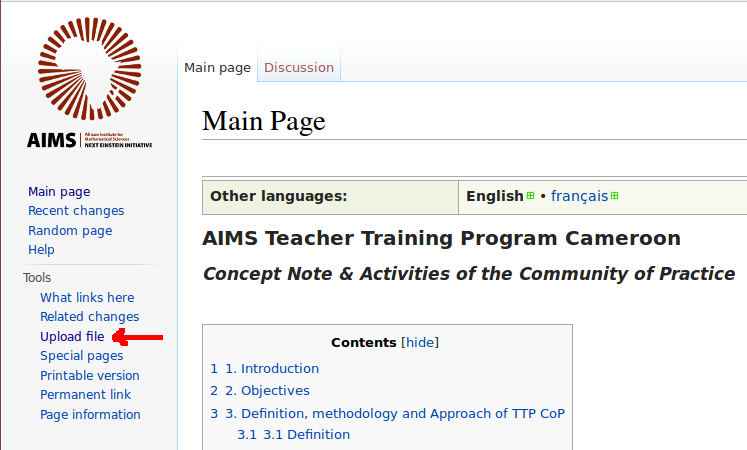 AIMS
African Institute for
Mathematical Sciences
NEXT EINSTEIN INITIATIVE
Main page
Recent changes
Random page
Help
Tools
What links here
Related changes
Upload file
Special pages
Printable version
Permanent link
Page information
Main page Discussion
Main Page
Other languages: English • français
AIMS Teacher Training Program Cameroon
Concept Note & Activities of the Community of Practice
Contents [hide]
1 1. Introduction
2 2. Objectives
3 3. Definition, methodology and Approach of TTP CoP
3.1 3.1 Definition